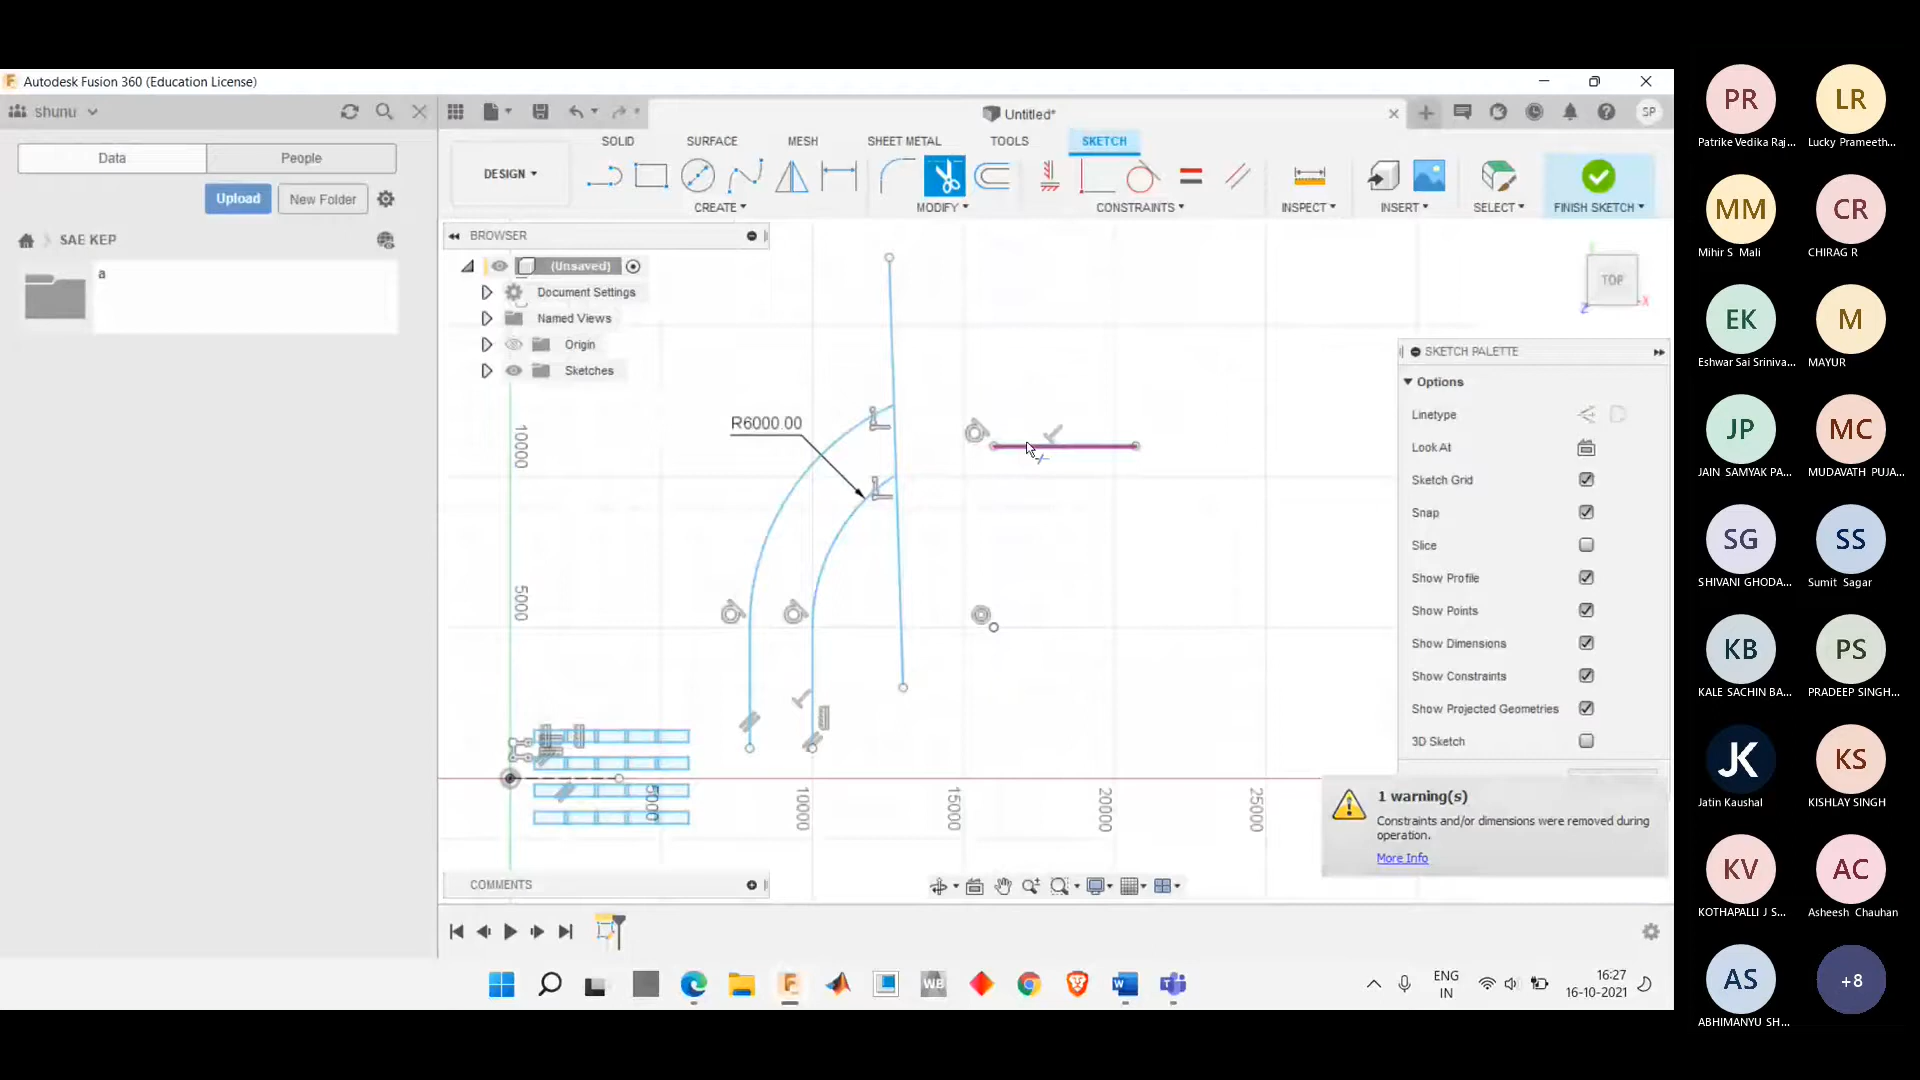 Autodesk Fusion 360 (Education License)
shunu
Data
People
Upload
New Folder
SAE KEP
a
Untitled*
SP
SOLID
SURFACE
MESH
SHEET METAL
TOOLS
SKETCH
DESIGN
CREATE
MODIFY
CONSTRAINTS
INSPECT
INSERT
SELECT
FINISH SKETCH
BROWSER
(Unsaved)
Document Settings
Named Views
Origin
Sketches
TOP
X
Z
R6000.00
10000
5000
5000
10000
15000
20000
25000
SKETCH PALETTE
Options
Linetype
Look At
Sketch Grid
Snap
Slice
Show Profile
Show Points
Show Dimensions
Show Constraints
Show Projected Geometries
3D Sketch
1 warning(s)
Constraints and/or dimensions were removed during
operation.
More Info
COMMENTS
WB
ENG
IN
16:27
16-10-2021
PR
Patrike Vedika Raj...
LR
Lucky Prameeth...
MM
Mihir S Mali
CR
CHIRAG R
EK
Eshwar Sai Sriniva...
M
MAYUR
JP
JAIN SAMYAK PA...
MC
MUDAVATH PUJA...
SG
SHIVANI GHODA...
SS
Sumit Sagar
KB
KALE SACHIN BA...
PS
PRADEEP SINGH...
JK
Jatin Kaushal
KS
KISHLAY SINGH
KV
KOTHAPALLI J S...
AC
Asheesh Chauhan
AS
ABHIMANYU SH...
+8